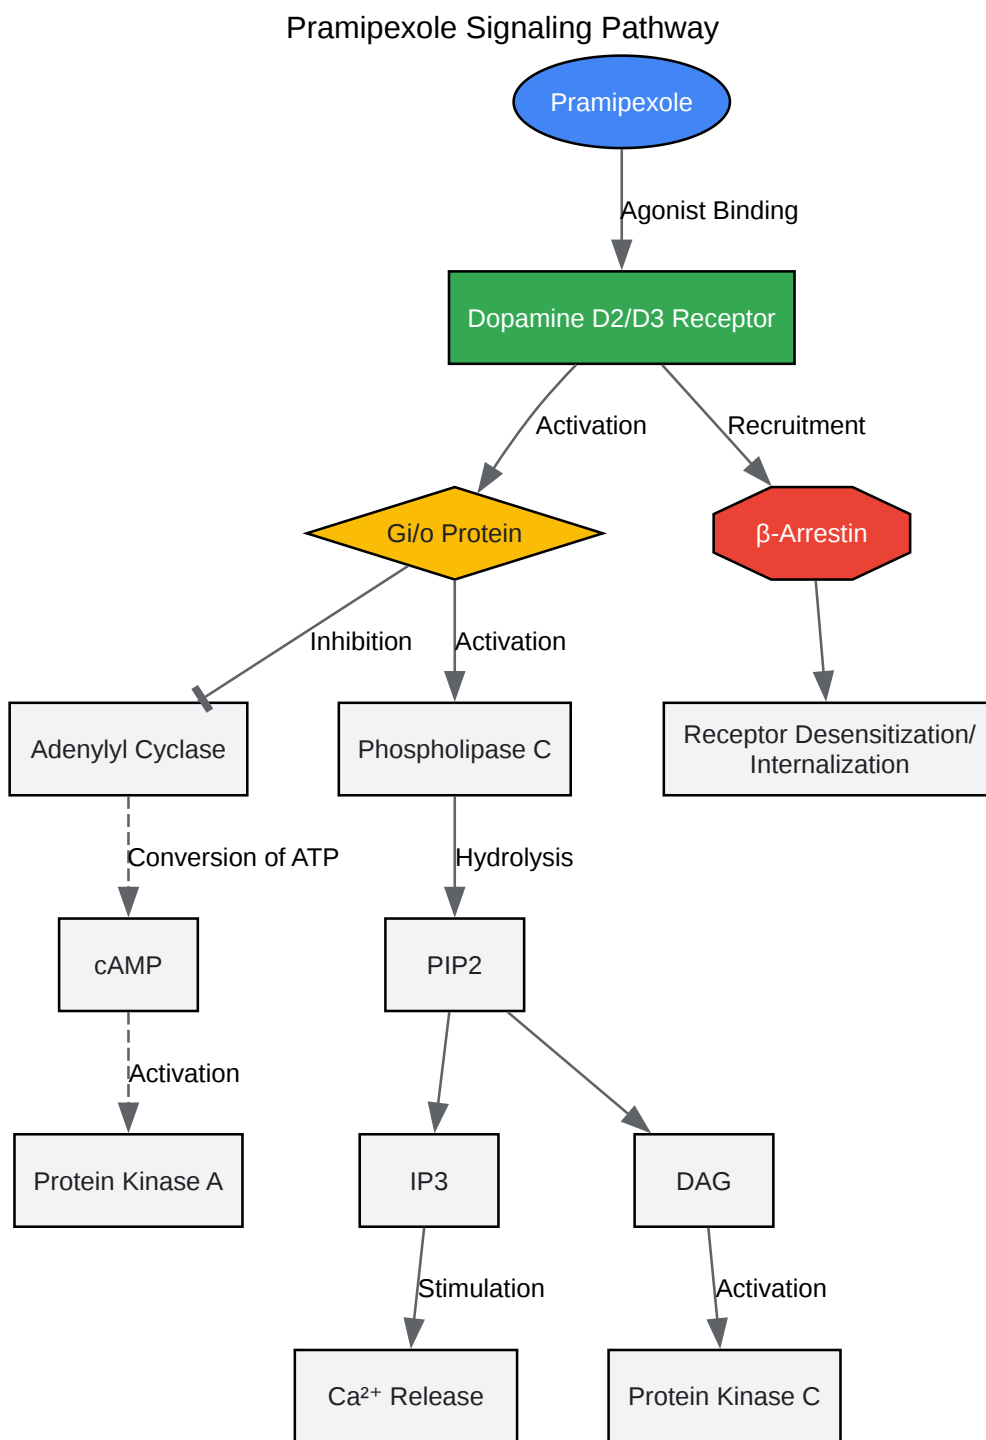 Pramipexole Signaling Pathway
Pramipexole
Agonist Binding
Dopamine D2/D3 Receptor
Activation
Recruitment
Gi/o Protein
β-Arrestin
Inhibition
Activation
Adenylyl Cyclase
Phospholipase C
Receptor Desensitization/
Internalization
Conversion of ATP
Hydrolysis
cAMP
PIP2
Activation
Protein Kinase A
IP3
DAG
Stimulation
Activation
Ca²⁺ Release
Protein Kinase C